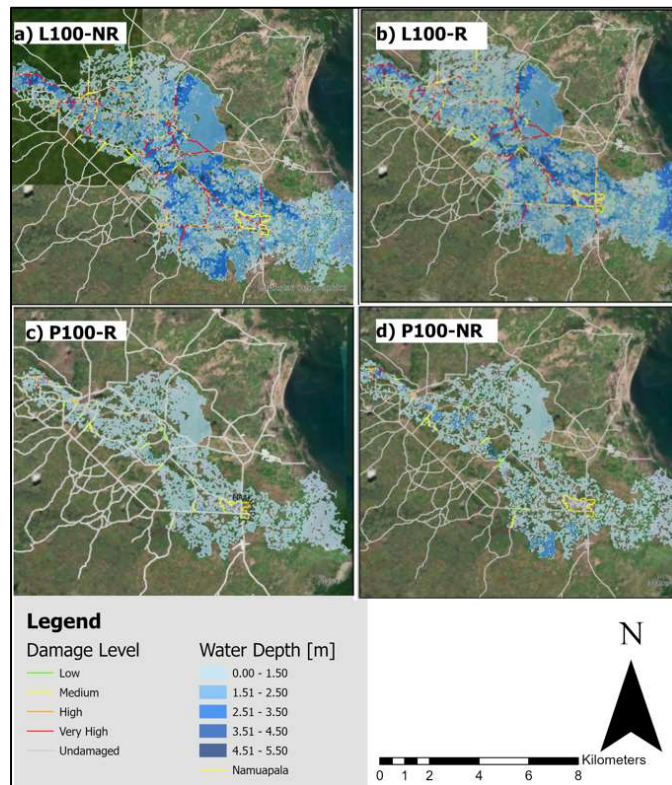 a) L100-NR
b) L100-R
c) P100-R
d) P100-NR
Legend
Damage Level
Low
Medium
High
Very High
Undamaged
Water Depth [m]
0.00 - 1.50
1.51 - 2.50
2.51 - 3.50
3.51 - 4.50
4.51 - 5.50
Namuapala
N
Kilometers
0 1 2 4 6 8